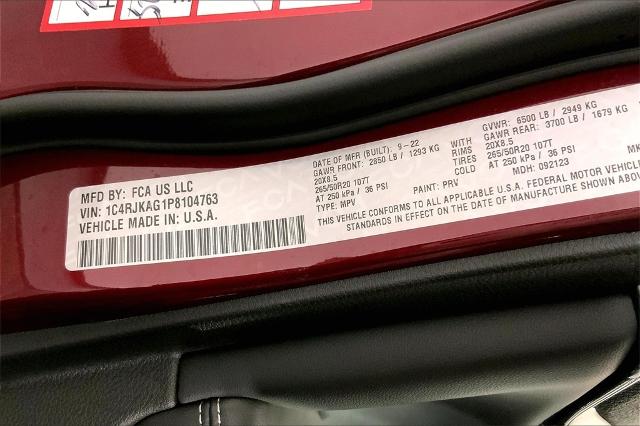 MFD BY: FCA US LLC
VIN: 1C4RJKAG1P8104763
VEHICLE MADE IN U.S.A.
DATE OF MFR (BUILT): 9-22
GAWR FRONT: 2850 LB / 1293 KG WITH
20X8.5 RIMS
265/50R20 107T TIRES
AT 250 kPa / 36 PSI COLD
TYPE: MPV PAINT: PRV
GVWR: 6500 LB / 2949 KG
GAWR REAR: 3700 LB / 1679 KG
20X8.5
265/50R20 107T
AT 250 kPa / 36 PSI
MDH: 092123
THIS VEHICLE CONFORMS TO ALL APPLICABLE U.S.A. FEDERAL MOTOR VEHICLE
STANDARDS IN EFFECT ON THE DATE OF MANUFACTURE SHOWN ABOVE